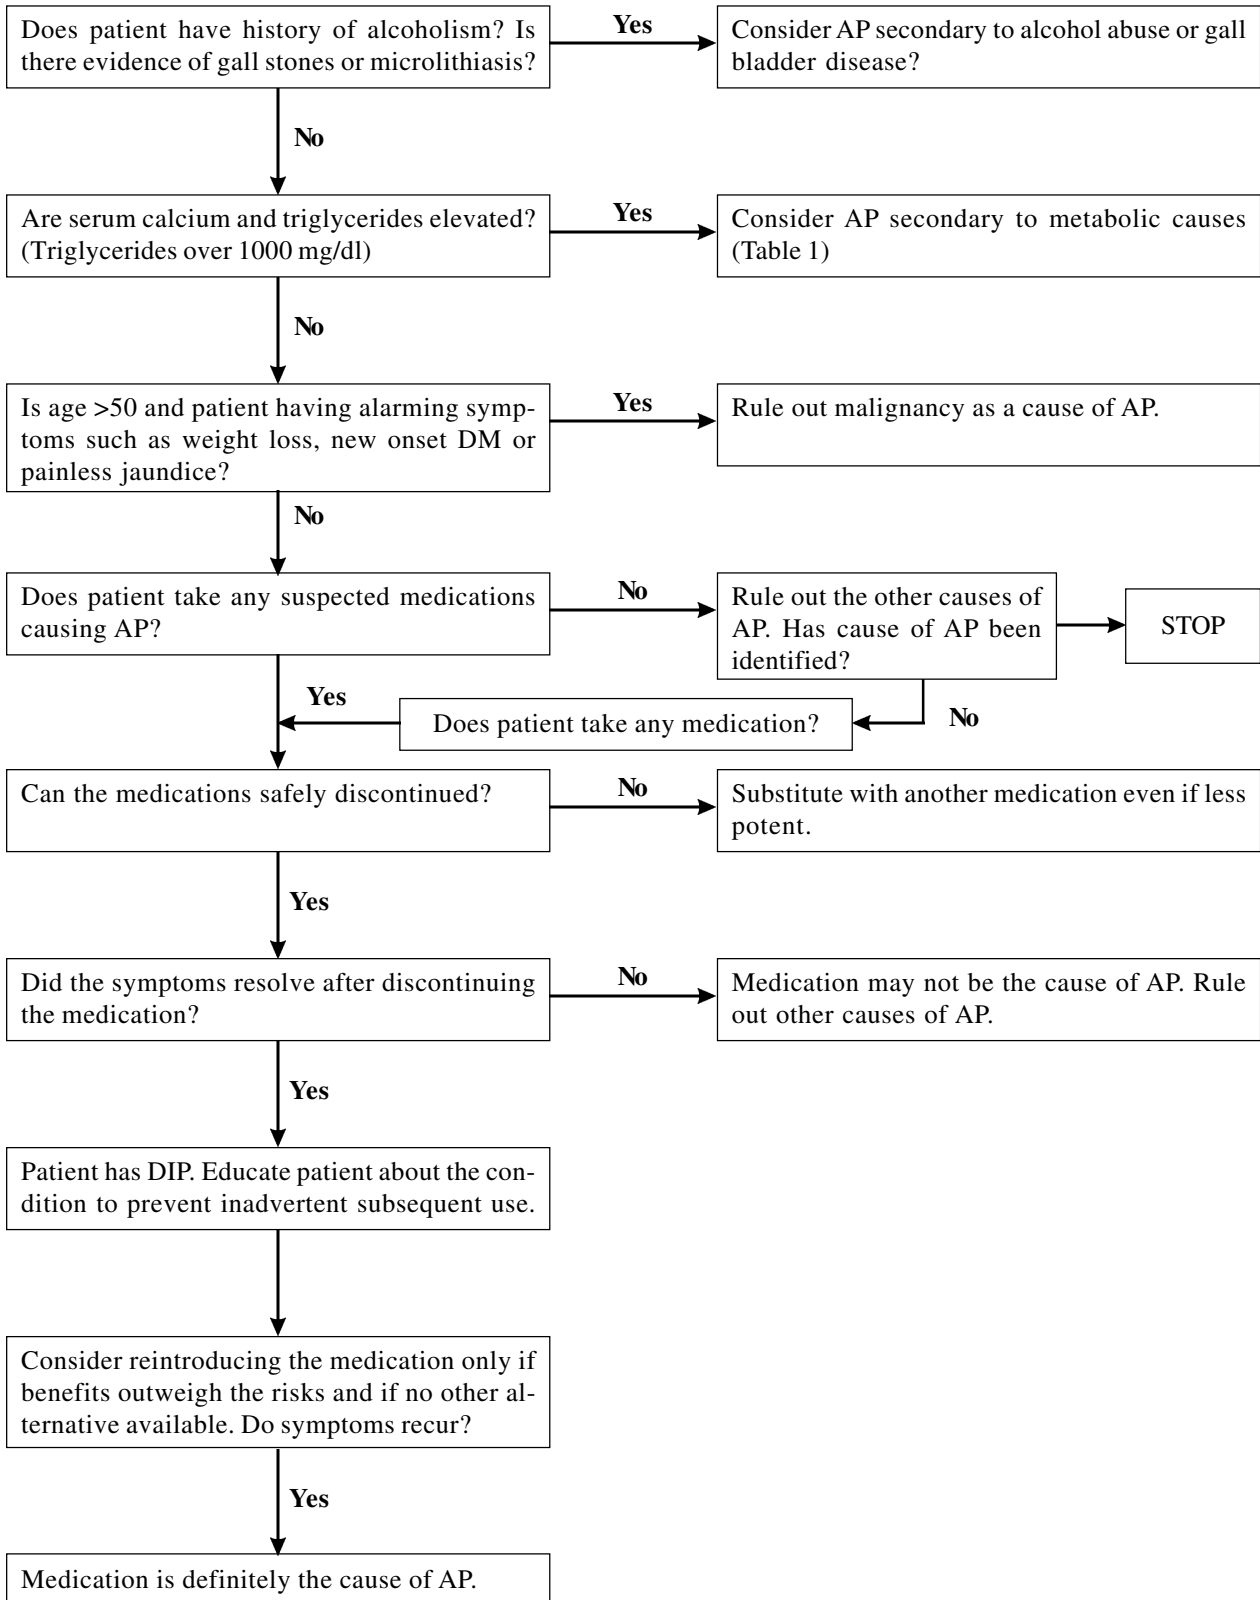 Does patient have history of alcoholism? Is
there evidence of gall stones or microlithiasis?
Yes
Consider AP secondary to alcohol abuse or gall
bladder disease?
No
Are serum calcium and triglycerides elevated?
(Triglycerides over 1000 mg/dl)
Yes
Consider AP secondary to metabolic causes
(Table 1)
No
Is age >50 and patient having alarming symp-
toms such as weight loss, new onset DM or
painless jaundice?
Yes
Rule out malignancy as a cause of AP.
No
Does patient take any suspected medications
causing AP?
No
Rule out the other causes of
AP. Has cause of AP been
identified?
STOP
Yes
Does patient take any medication?
No
Can the medications safely discontinued?
No
Substitute with another medication even if less
potent.
Yes
Did the symptoms resolve after discontinuing
the medication?
No
Medication may not be the cause of AP. Rule
out other causes of AP.
Yes
Patient has DIP. Educate patient about the con-
dition to prevent inadvertent subsequent use.
Consider reintroducing the medication only if
benefits outweigh the risks and if no other al-
ternative available. Do symptoms recur?
Yes
Medication is definitely the cause of AP.